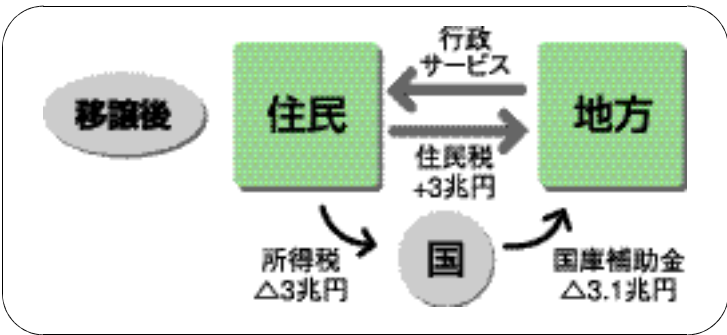 移譲後
住民
行政
サービス
地方
住民税
+3兆円
所得税
△3兆円
国
国庫補助金
△3.1兆円